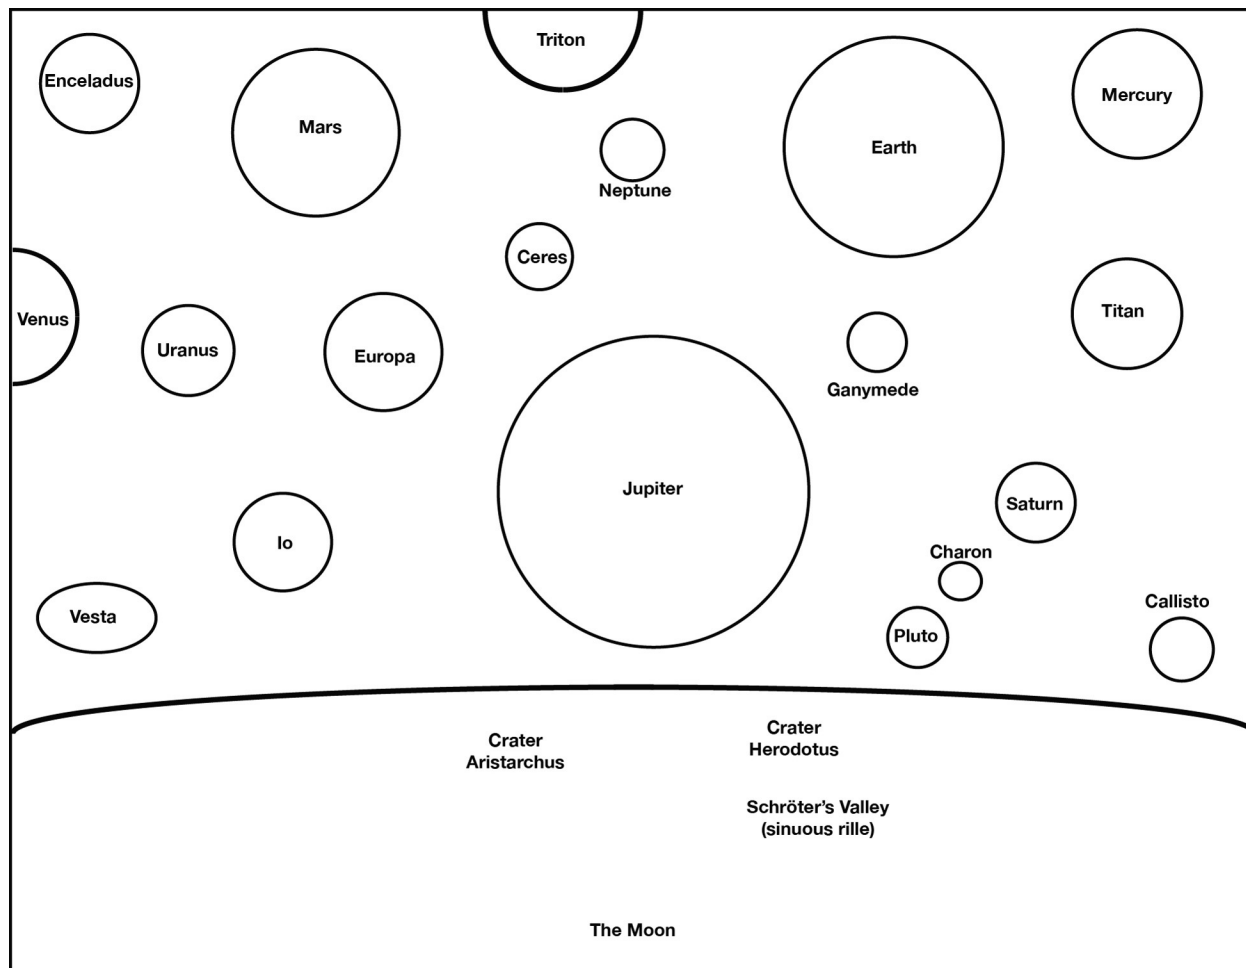 Triton
Enceladus
Mars
Mercury
Earth
Neptune
Ceres
Venus
Uranus
Europa
Titan
Ganymede
Jupiter
Saturn
Io
Charon
Callisto
Vesta
Pluto
Crater
Aristarchus
Crater
Herodotus
Schröter’s Valley
(sinuous rille)
The Moon